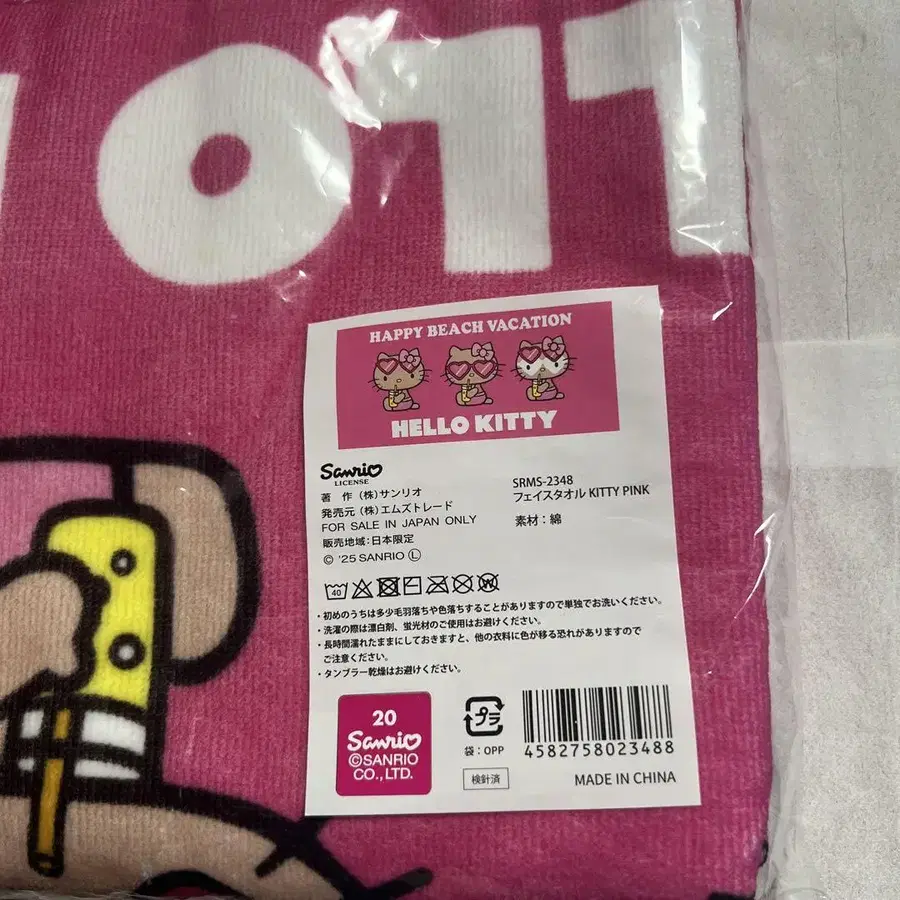 HAPPY BEACH VACATION
HELLO KITTY
Sanrio
LICENSE
著 作 (株)サンリオ
発売元 (株)エムズトレード
FOR SALE IN JAPAN ONLY
販売地域:日本限定
© '25 SANRIO Ⓛ
SRMS-2348
フェイスタオル KITTY PINK
素材:綿
40
・初めのうちは多少毛羽落ちや色落ちすることがありますので単独でお洗いください。
・洗濯の際は漂白剤、蛍光材のご使用はお避けください。
・長時間濡れたままにしておきますと、他の衣料に色が移る恐れがありますので
ご注意ください。
・タンブラー乾燥はお避けください。
20
Sanrio
©SANRIO
CO., LTD.
プラ
袋:OPP
検針済
4582758023488
MADE IN CHINA